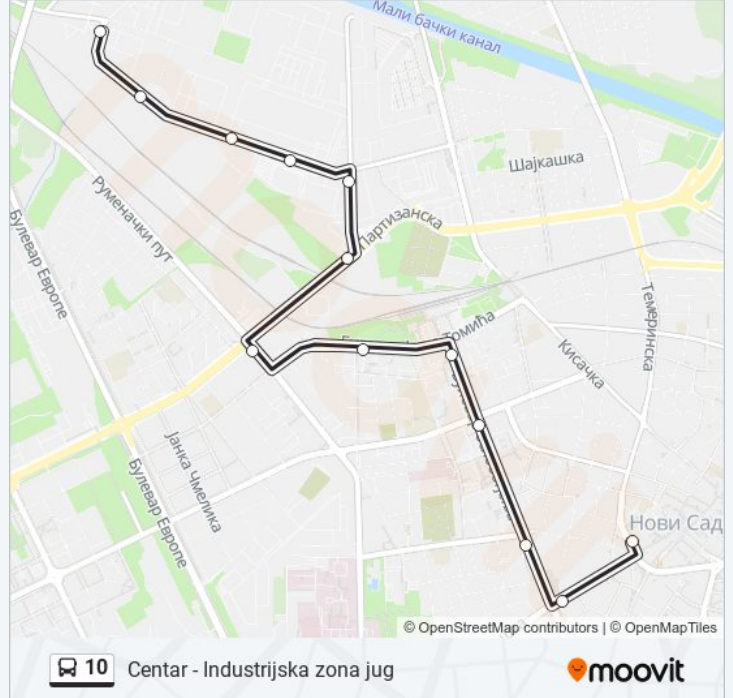 Мали бачки канал
Шајкашка
Руменачки пут
Партизанска
Булевар Европе
Томића
Темеринска
Кисачка
Јанка Чмелика
Булевар Европе
Нови Сад
© OpenStreetMap contributors | © OpenMapTiles
10 Centar - Industrijska zona jug
moovit